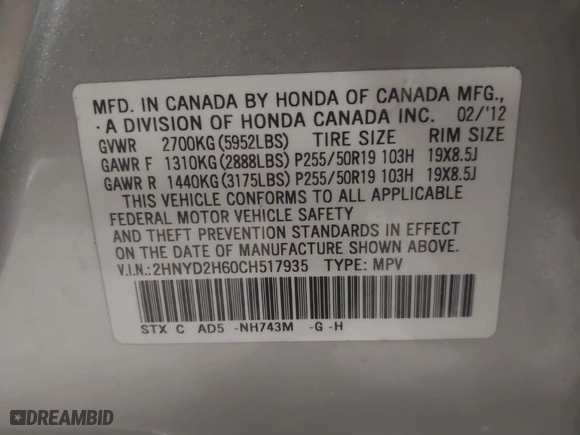 MFD. IN CANADA BY HONDA OF CANADA MFG.,
· A DIVISION OF HONDA CANADA INC. 02/'12
GVWR 2700KG(5952LBS) TIRE SIZE RIM SIZE
GAWR F 1310KG(2888LBS) P255/50R19 103H 19X8.5J
GAWR R 1440KG(3175LBS) P255/50R19 103H 19X8.5J
THIS VEHICLE CONFORMS TO ALL APPLICABLE
FEDERAL MOTOR VEHICLE SAFETY
AND THEFT PREVENTION STANDARDS IN EFFECT
ON THE DATE OF MANUFACTURE SHOWN ABOVE.
V.I.N.: 2HNYD2H60CH517935 TYPE: MPV
STX C AD5 -NH743M -G -H
DREAMBID